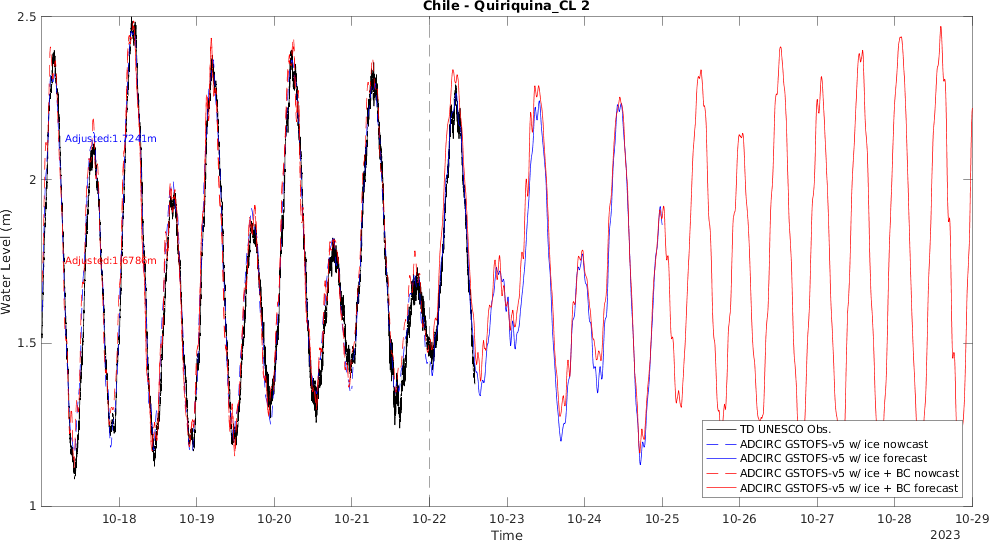 Chile - Quiriquina_CL 2
2.5
2
1.5
1
Water Level (m)
Adjusted:1.7241m
Adjusted:1.6786m
TD UNESCO Obs.
ADCIRC GSTOFS-v5 w/ ice nowcast
ADCIRC GSTOFS-v5 w/ ice forecast
ADCIRC GSTOFS-v5 w/ ice + BC nowcast
ADCIRC GSTOFS-v5 w/ ice + BC forecast
10-18 10-19 10-20 10-21 10-22 10-23 10-24 10-25 10-26 10-27 10-28 10-29
Time
2023